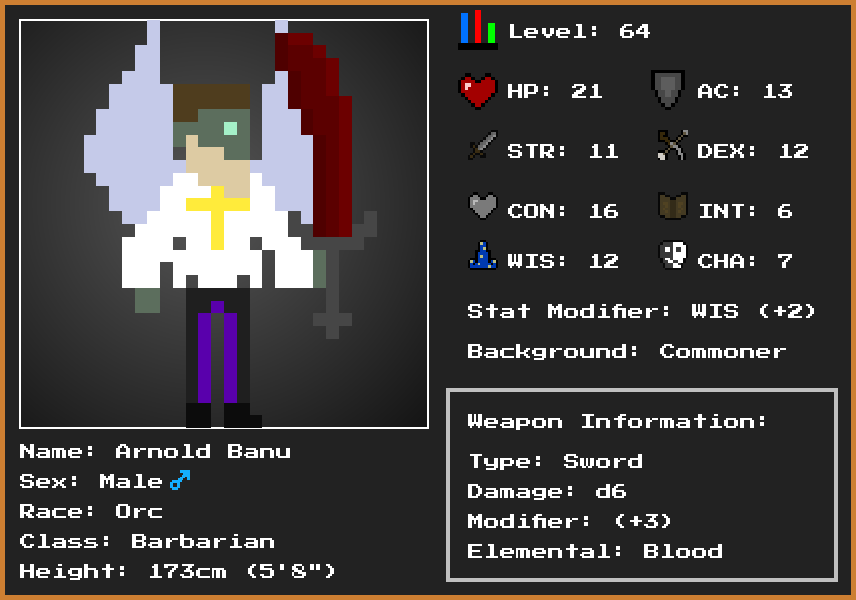 Level: 64
HP: 21
AC: 13
STR: 11
DEX: 12
CON: 16
INT: 6
WIS: 12
CHA: 7
Stat Modifier: WIS (+2)
Background: Commoner
Weapon Information:
Type: Sword
Damage: d6
Modifier: (+3)
Elemental: Blood
Name: Arnold Banu
Sex: Male♂
Race: Orc
Class: Barbarian
Height: 173cm (5'8")